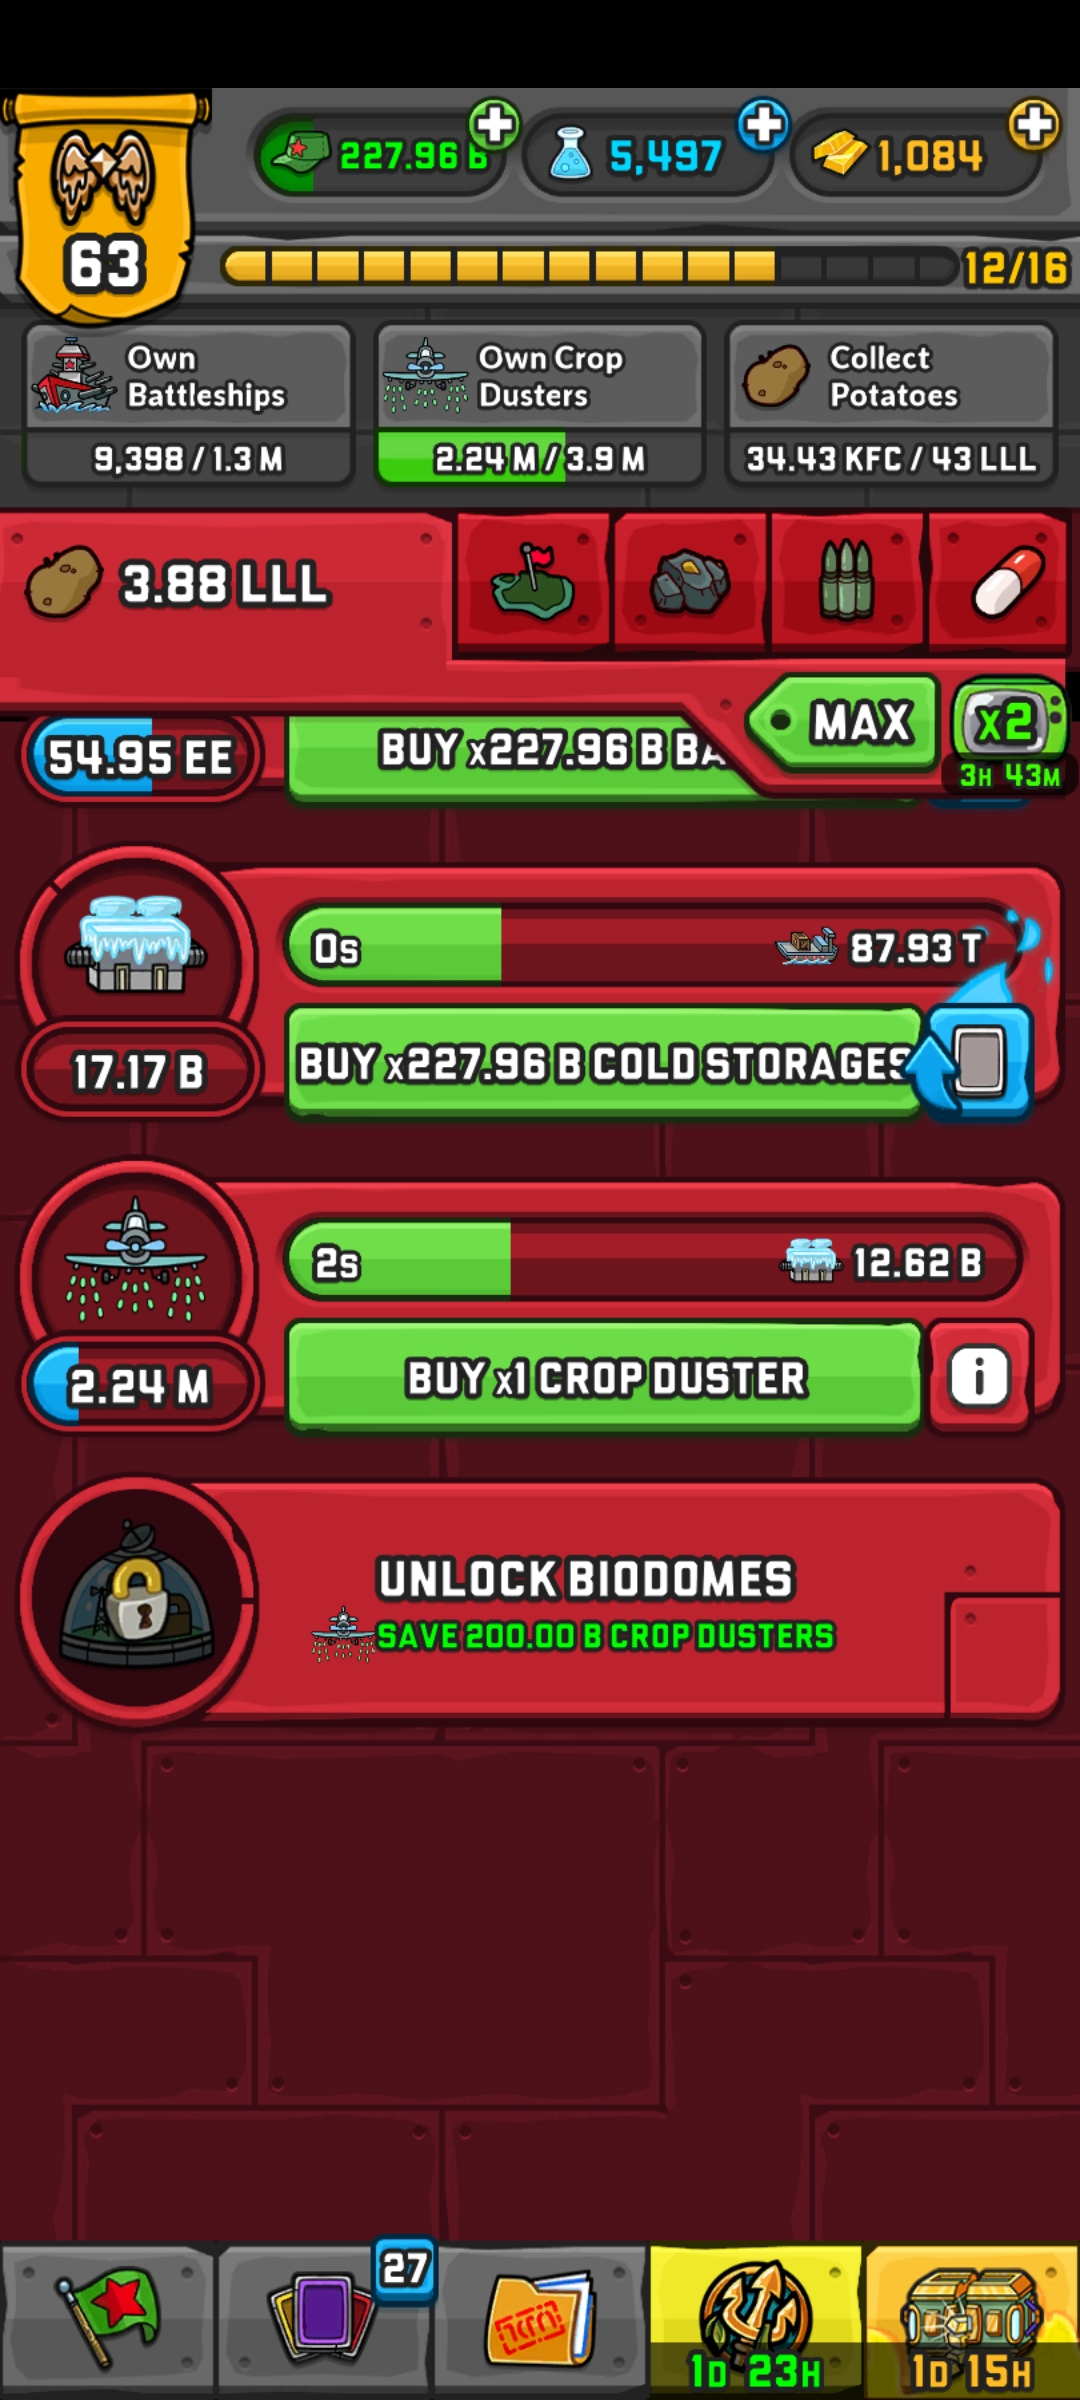 227.96 B
5,497
1,084
63
12/16
Own
Battleships
Own Crop
Dusters
Collect
Potatoes
9,398 / 1.3 M
2.24 M / 3.9 M
34.43 KFC / 43 LLL
3.88 LLL
MAX
x2
3H 43M
54.95 EE
BUY x227.96 B BA
0s
87.93 T
17.17 B
BUY x227.96 B COLD STORAGES
2s
12.62 B
2.24 M
BUY x1 CROP DUSTER
i
UNLOCK BIODOMES
SAVE 200.00 B CROP DUSTERS
27
1D 23H
1D 15H